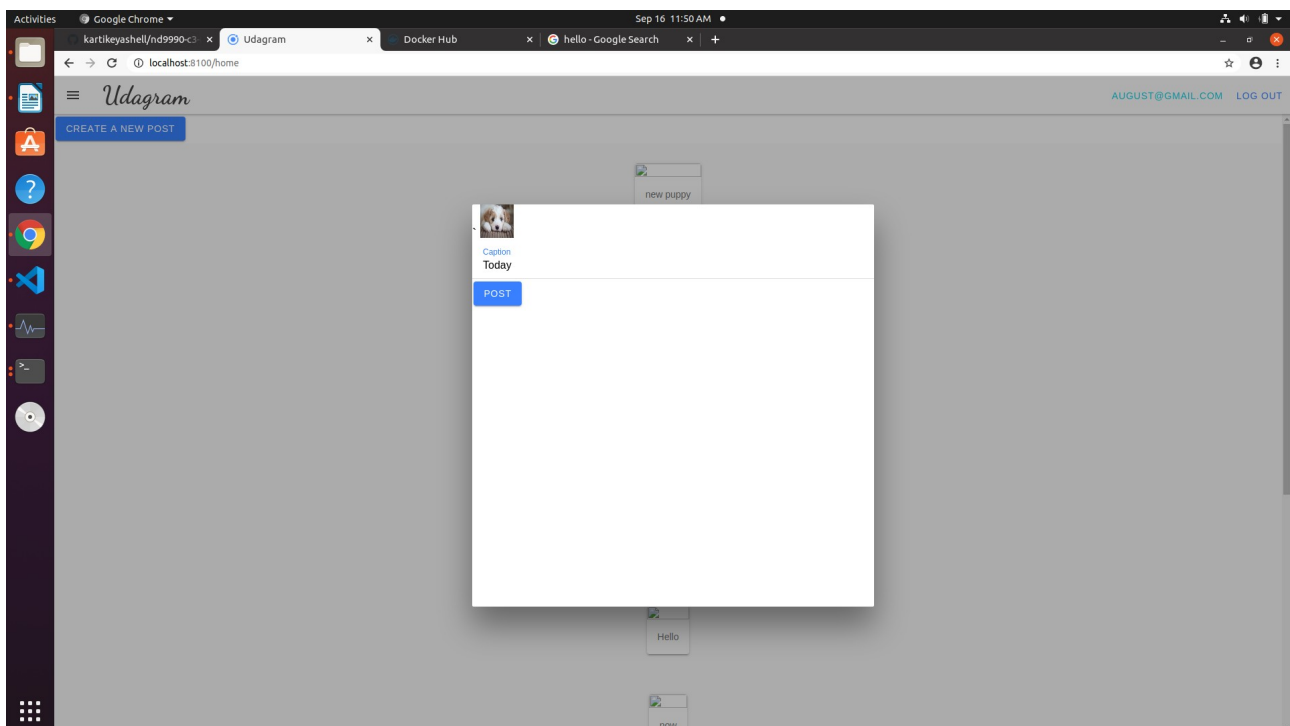 Activities Google Chrome Sep 16 11:50 AM
kartikeyashell/nd9990-c3- Udagram Docker Hub hello - Google Search
localhost:8100/home
Udagram AUGUST@GMAIL.COM LOG OUT
CREATE A NEW POST
new puppy
`
Caption
Today
POST
Hello
now